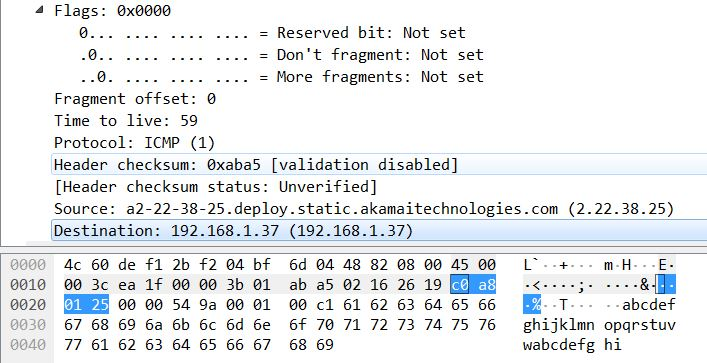 Flags: 0x0000
0... .... .... .... = Reserved bit: Not set
.0.. .... .... .... = Don't fragment: Not set
..0. .... .... .... = More fragments: Not set
Fragment offset: 0
Time to live: 59
Protocol: ICMP (1)
Header checksum: 0xaba5 [validation disabled]
[Header checksum status: Unverified]
Source: a2-22-38-25.deploy.static.akamaitechnologies.com (2.22.38.25)
Destination: 192.168.1.37 (192.168.1.37)
0000 4c 60 de f1 2b f2 04 bf 6d 04 48 82 08 00 45 00 L`··+··· m·H···E·
0010 00 3c ea 1f 00 00 3b 01 ab a5 02 16 26 19 c0 a8 ·<····;· ····&···
0020 01 25 00 00 54 9a 00 01 00 c1 61 62 63 64 65 66 ·%··T··· ··abcdef
0030 67 68 69 6a 6b 6c 6d 6e 6f 70 71 72 73 74 75 76 ghijklmn opqrstuv
0040 77 61 62 63 64 65 66 67 68 69 wabcdefg hi